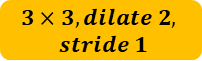 3 × 3, dilate 2,
stride 1